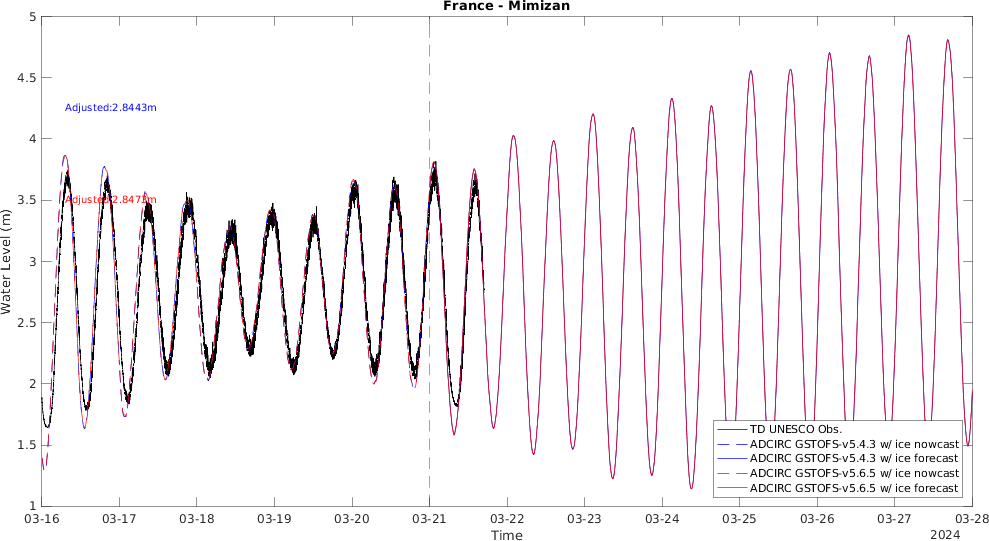 France - Mimizan
Water Level (m)
5
4.5
4
3.5
3
2.5
2
1.5
1
Adjusted:2.8443m
Adjusted:2.8473m
TD UNESCO Obs.
ADCIRC GSTOFS-v5.4.3 w/ ice nowcast
ADCIRC GSTOFS-v5.4.3 w/ ice forecast
ADCIRC GSTOFS-v5.6.5 w/ ice nowcast
ADCIRC GSTOFS-v5.6.5 w/ ice forecast
03-16 03-17 03-18 03-19 03-20 03-21 03-22 03-23 03-24 03-25 03-26 03-27 03-28
Time
2024